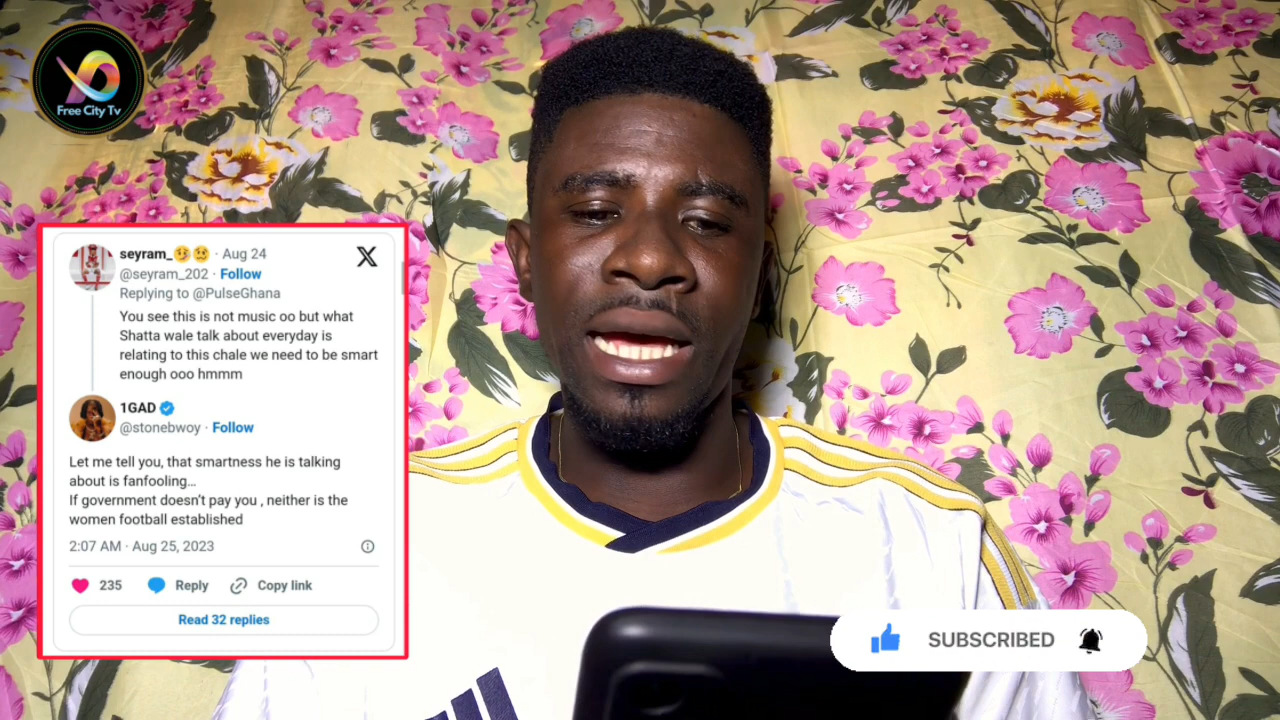 Free City Tv
seyram_🤨😟 · Aug 24
@seyram_202 · Follow
Replying to @PulseGhana
You see this is not music oo but what
Shatta wale talk about everyday is
relating to this chale we need to be smart
enough ooo hmmm
1GAD
@stonebwoy · Follow
Let me tell you, that smartness he is talking
about is fanfooling…
If government doesn't pay you , neither is the
women football established
2:07 AM · Aug 25, 2023
235 Reply Copy link
Read 32 replies
SUBSCRIBED